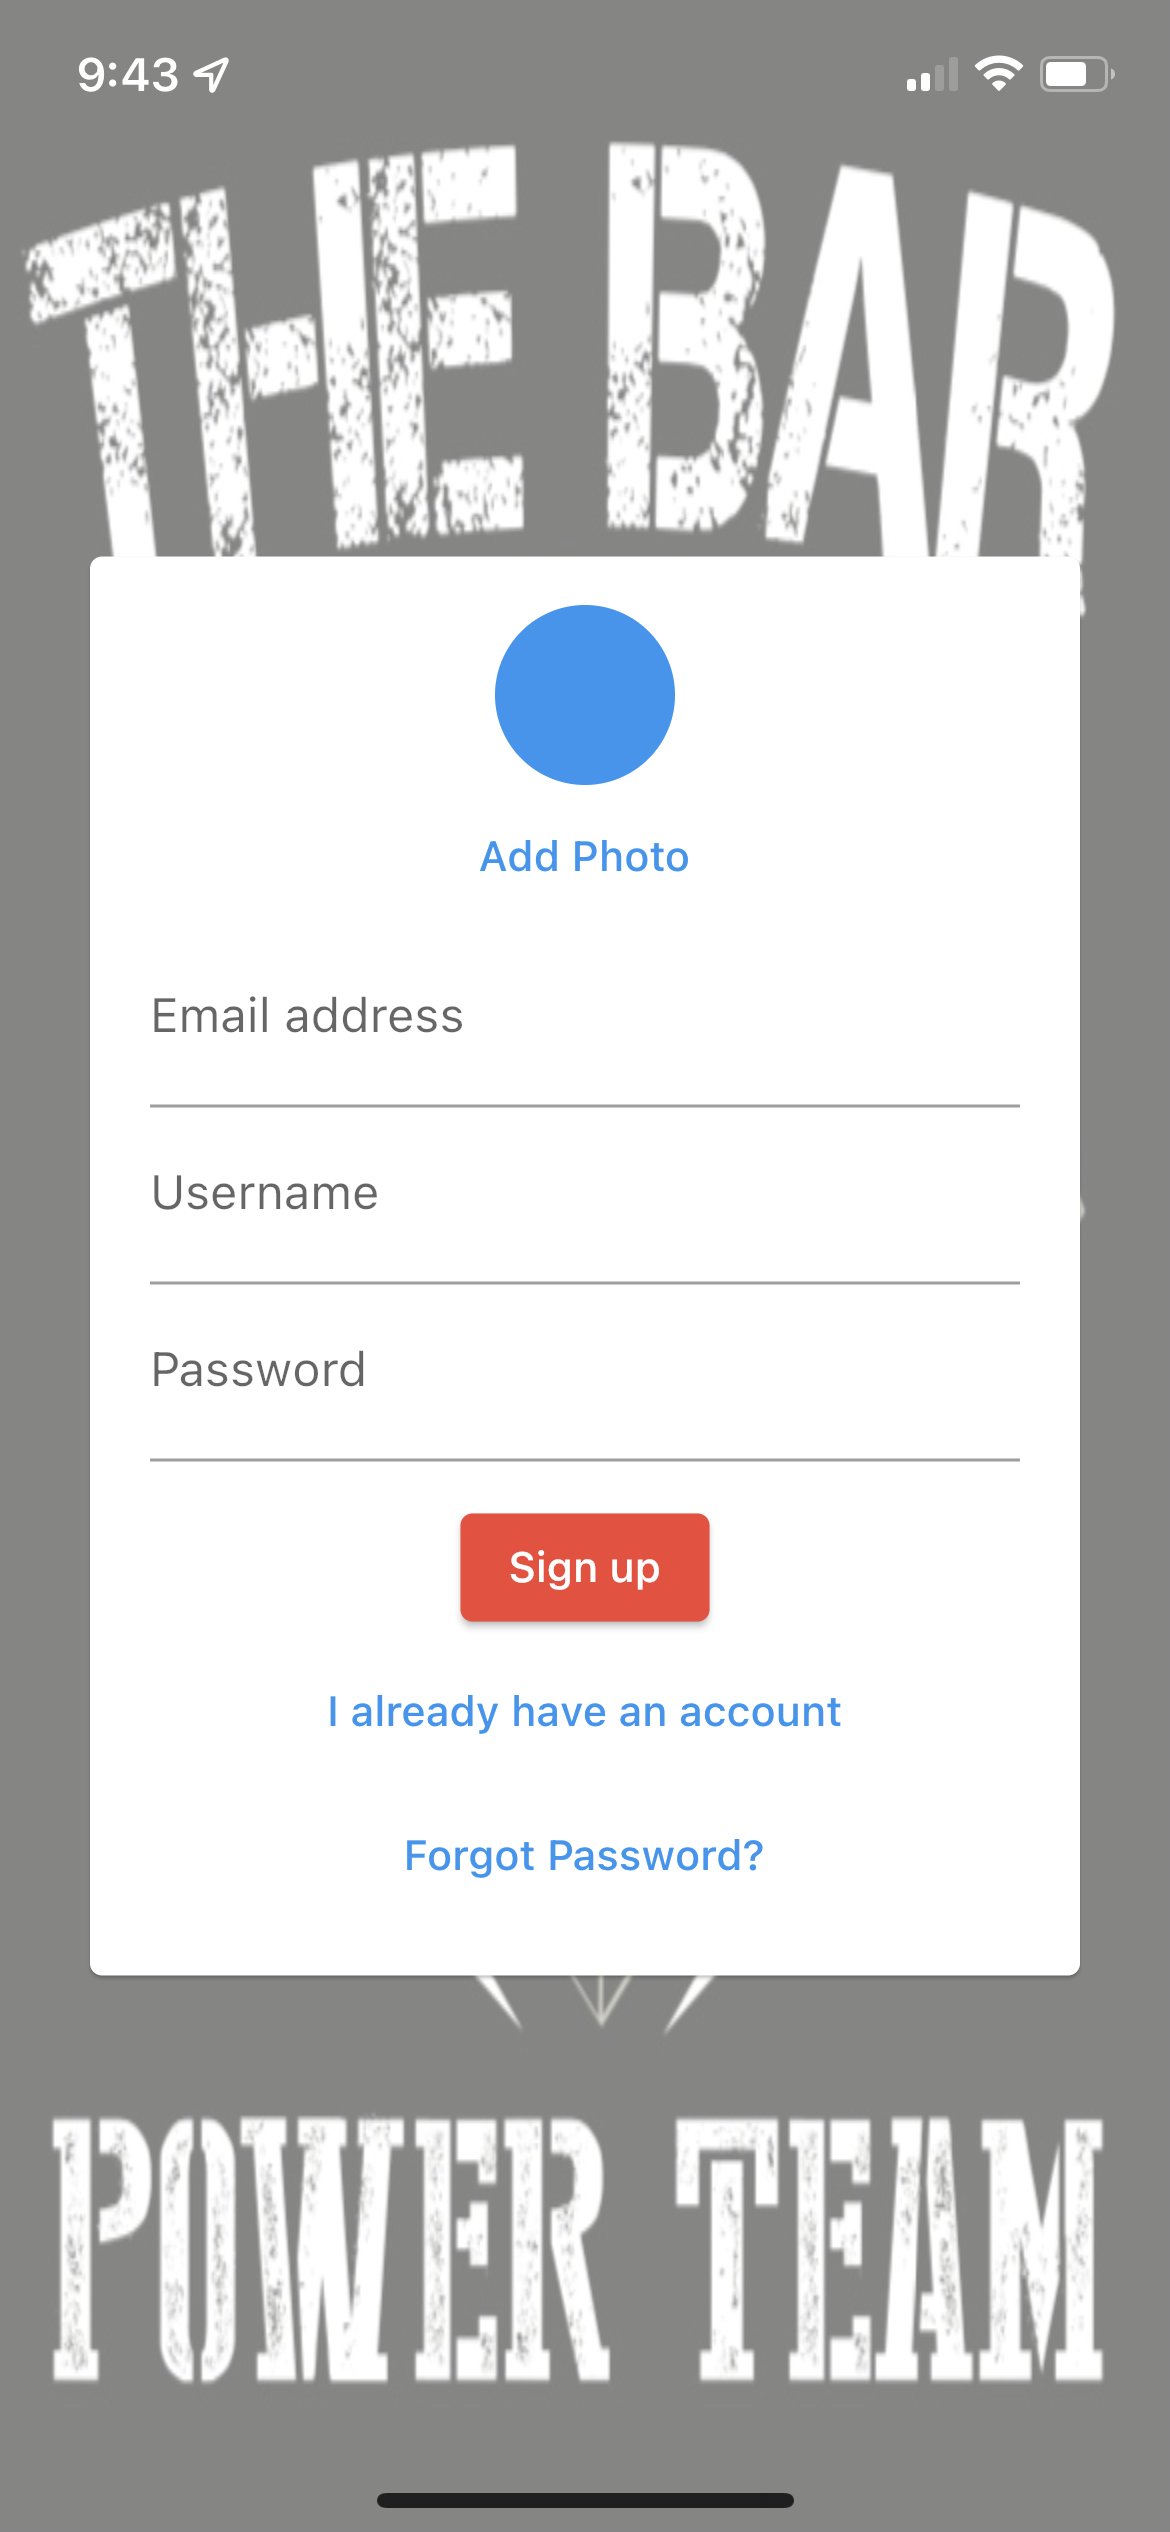 9:43
THE BAR
Add Photo
Email address
Username
Password
Sign up
I already have an account
Forgot Password?
POWER TEAM